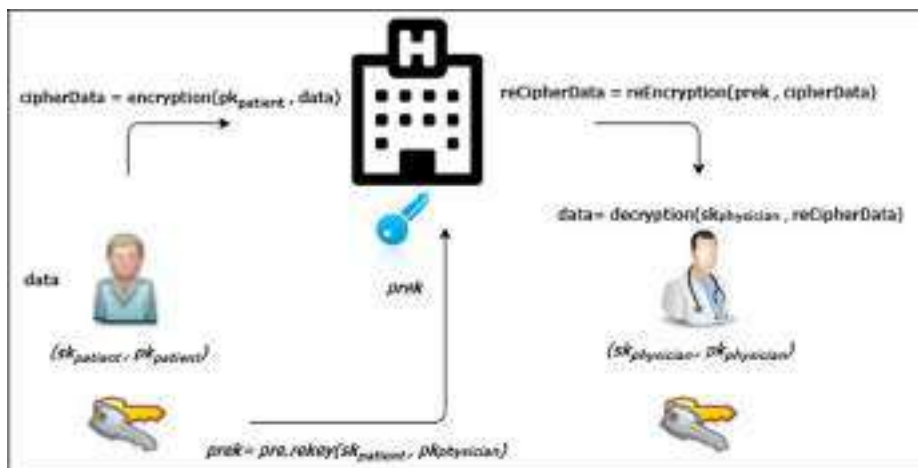 H
cipherData = encryption(pk_patient , data)
reCipherData = reEncryption(prek , cipherData)
data= decryption(sk_physician , reCipherData)
data
prek
(sk_patient, pk_patient)
(sk_physician, pk_physician)
prek= pre.rekey(sk_patient, pk_physician)